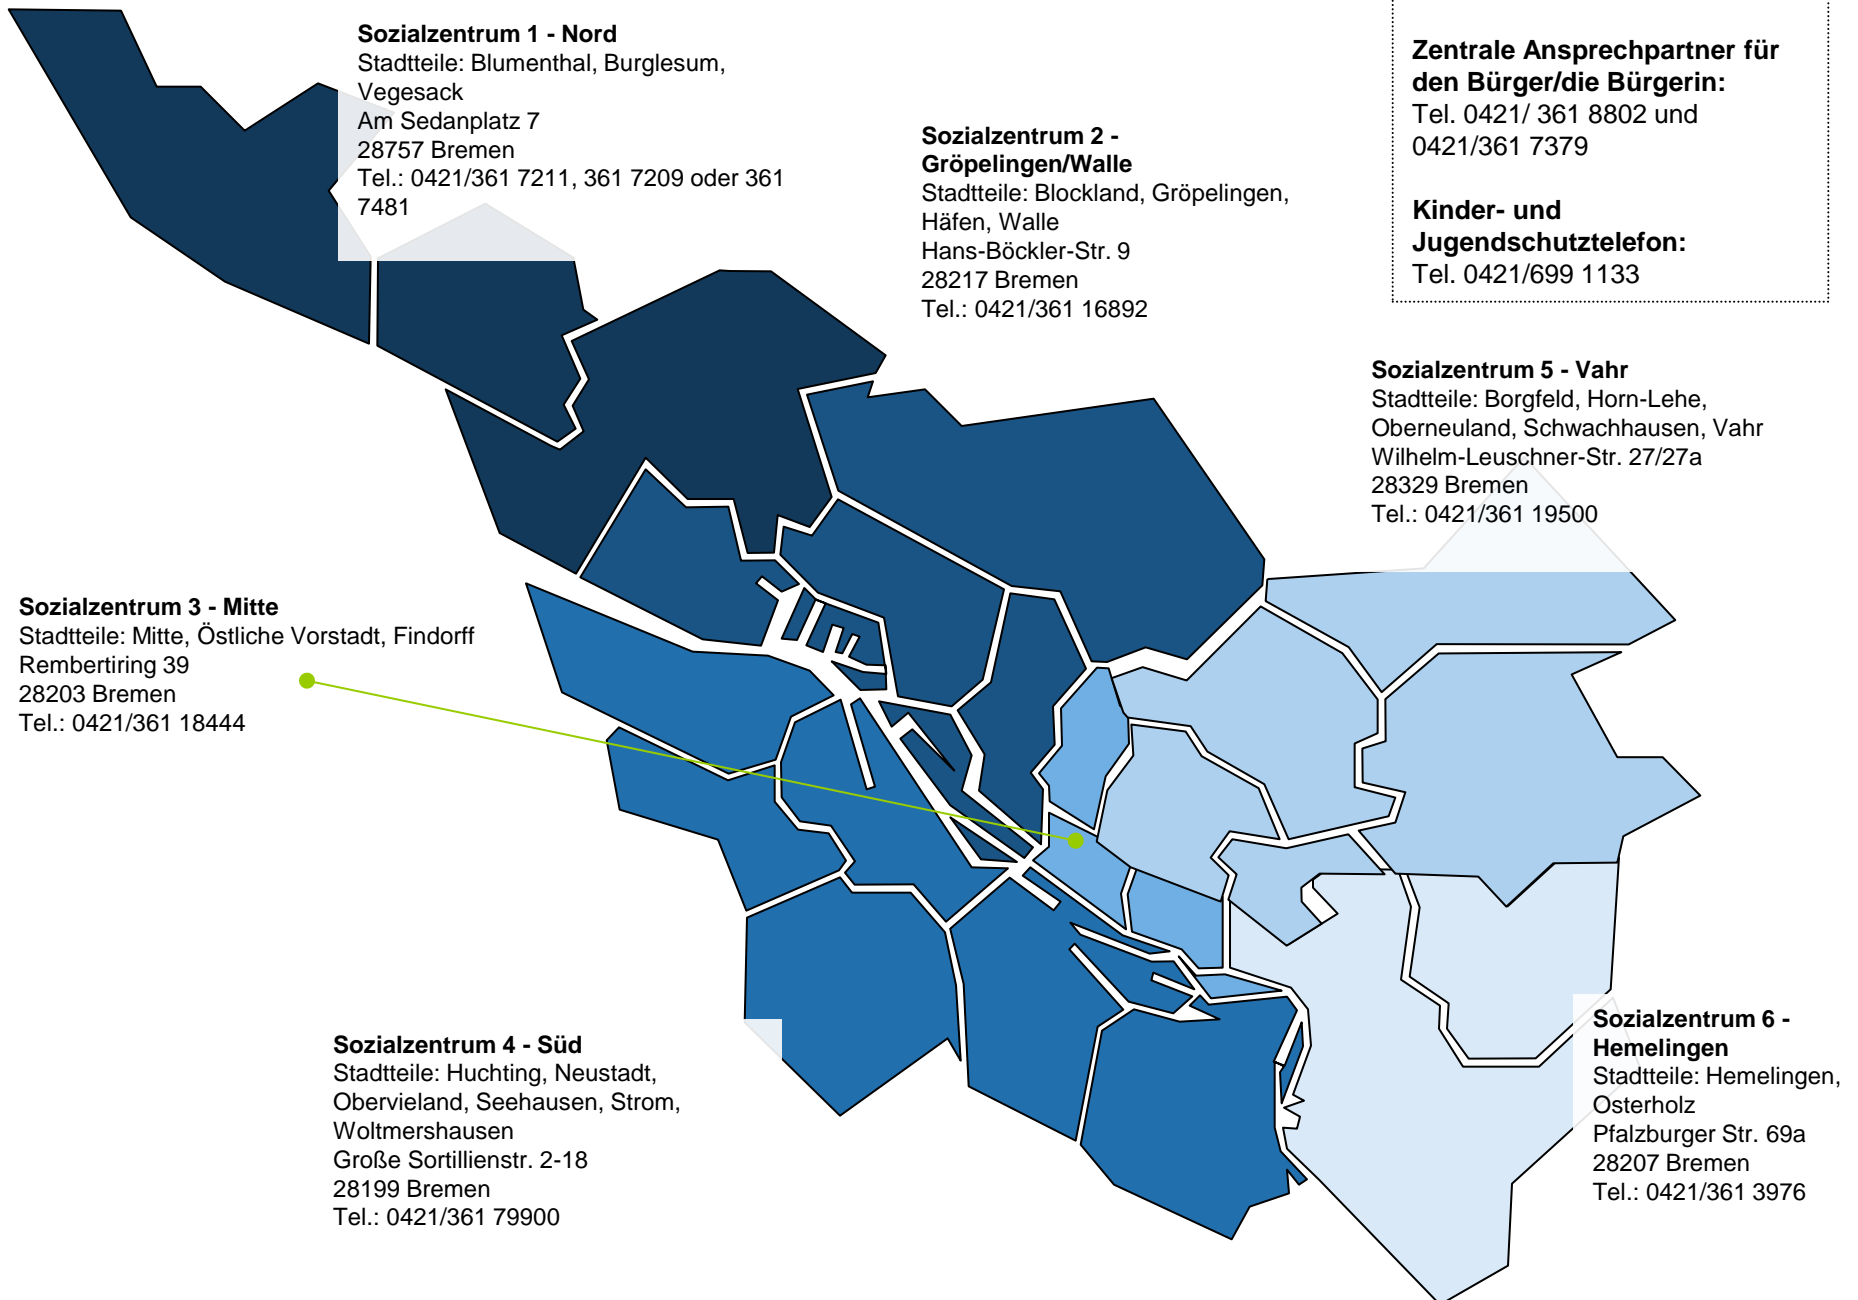 Sozialzentrum 1 - Nord
Stadtteile: Blumenthal, Burglesum,
Vegesack
Am Sedanplatz 7
28757 Bremen
Tel.: 0421/361 7211, 361 7209 oder 361
7481
Sozialzentrum 2 -
Gröpelingen/Walle
Stadtteile: Blockland, Gröpelingen,
Häfen, Walle
Hans-Böckler-Str. 9
28217 Bremen
Tel.: 0421/361 16892
Zentrale Ansprechpartner für
den Bürger/die Bürgerin:
Tel. 0421/ 361 8802 und
0421/361 7379
Kinder- und
Jugendschutztelefon:
Tel. 0421/699 1133
Sozialzentrum 5 - Vahr
Stadtteile: Borgfeld, Horn-Lehe,
Oberneuland, Schwachhausen, Vahr
Wilhelm-Leuschner-Str. 27/27a
28329 Bremen
Tel.: 0421/361 19500
Sozialzentrum 3 - Mitte
Stadtteile: Mitte, Östliche Vorstadt, Findorff
Rembertiring 39
28203 Bremen
Tel.: 0421/361 18444
Sozialzentrum 4 - Süd
Stadtteile: Huchting, Neustadt,
Obervieland, Seehausen, Strom,
Woltmershausen
Große Sortillienstr. 2-18
28199 Bremen
Tel.: 0421/361 79900
Sozialzentrum 6 -
Hemelingen
Stadtteile: Hemelingen,
Osterholz
Pfalzburger Str. 69a
28207 Bremen
Tel.: 0421/361 3976